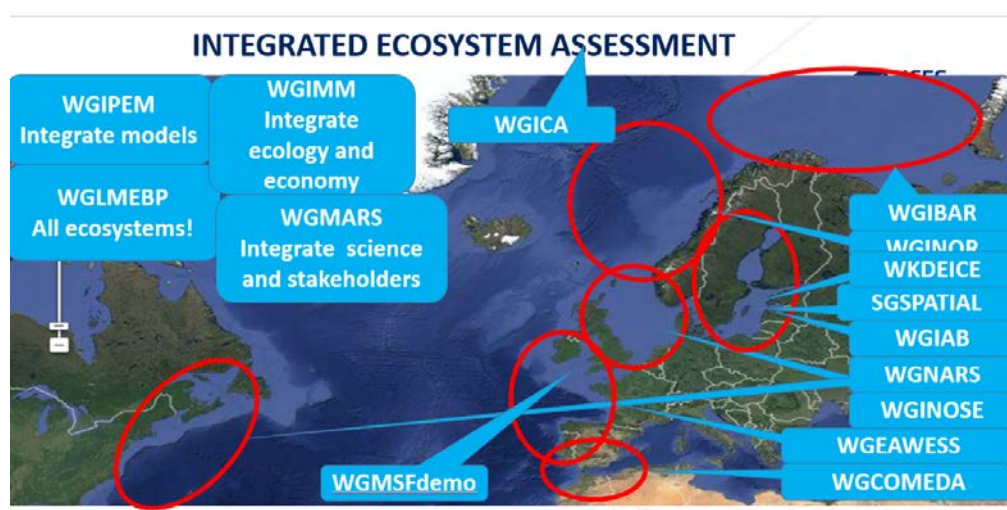 INTEGRATED ECOSYSTEM ASSESSMENT
WGIPEM
Integrate models
WGIMM
Integrate
ecology and
economy
WGICA
WGLMEBP
All ecosystems!
WGMARS
Integrate science
and stakeholders
WGIBAR
WGINOR
WKDEICE
SGSPATIAL
WGIAB
WGNARS
WGINOSE
WGEAWESS
WGMSFdemo
WGCOMEDA